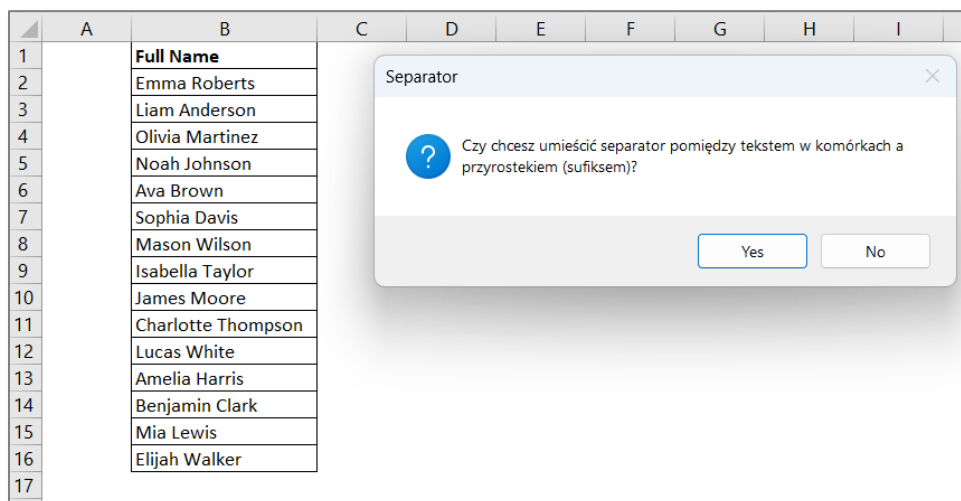 A B C D E F G H I
1 Full Name
2 Emma Roberts
3 Liam Anderson
4 Olivia Martinez
5 Noah Johnson
6 Ava Brown
7 Sophia Davis
8 Mason Wilson
9 Isabella Taylor
10 James Moore
11 Charlotte Thompson
12 Lucas White
13 Amelia Harris
14 Benjamin Clark
15 Mia Lewis
16 Elijah Walker
17
Separator
Czy chcesz umieścić separator pomiędzy tekstem w komórkach a
przyrostekiem (sufiksem)?
Yes No